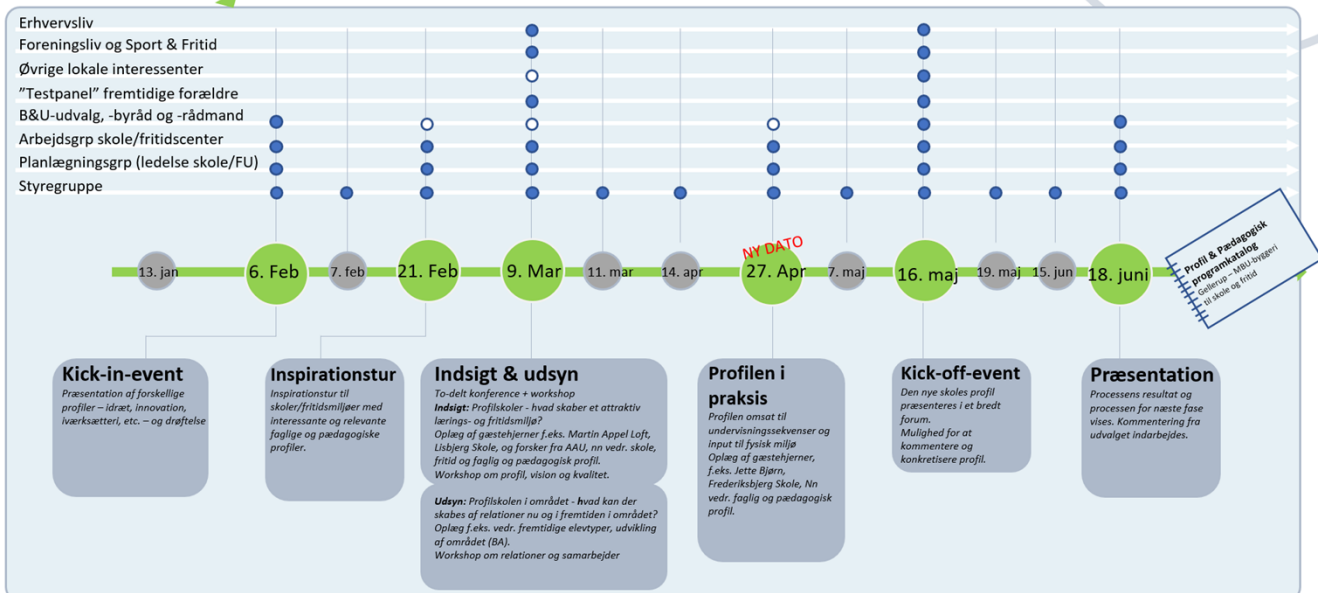 Erhvervsliv
Foreningsliv og Sport & Fritid
Øvrige lokale interessenter
”Testpanel” fremtidige forældre
B&U-udvalg, -byråd og -rådmand
Arbejdsgrp skole/fritidscenter
Planlægningsgrp (ledelse skole/FU)
Styregruppe
NY DATO
13. jan
6. Feb
7. feb
21. Feb
9. Mar
11. mar
14. apr
27. Apr
7. maj
16. maj
19. maj
15. jun
18. juni
Profil & Pædagogisk
programkatalog
Gellerup – MBU-byggeri
til skole og fritid
Kick-in-event
Præsentation af forskellige
profiler – idræt, innovation,
iværksætteri, etc. – og drøftelse
Inspirationstur
Inspirationstur til
skoler/fritidsmiljøer med
interessante og relevante
faglige og pædagogiske
profiler.
Indsigt & udsyn
To-delt konference + workshop
Indsigt: Profilskoler - hvad skaber et attraktiv
lærings- og fritidsmiljø?
Oplæg af gæstehjerner f.eks. Martin Appel Loft,
Lisbjerg Skole, og forsker fra AAU, nn vedr. skole,
fritid og faglig og pædagogisk profil.
Workshop om profil, vision og kvalitet.
Udsyn: Profilskolen i området - hvad kan der
skabes af relationer nu og i fremtiden i området?
Oplæg f.eks. vedr. fremtidige elevtyper, udvikling
af området (BA).
Workshop om relationer og samarbejder
Profilen i
praksis
Profilen omsat til
undervisningssekvenser og
input til fysisk miljø
Oplæg af gæstehjerner,
f.eks. Jette Bjørn,
Frederiksbjerg Skole, Nn
vedr. faglig og pædagogisk
profil.
Kick-off-event
Den nye skoles profil
præsenteres i et bredt
forum.
Mulighed for at
kommentere og
konkretisere profil.
Præsentation
Processens resultat og
processen for næste fase
vises. Kommentering fra
udvalget indarbejdes.